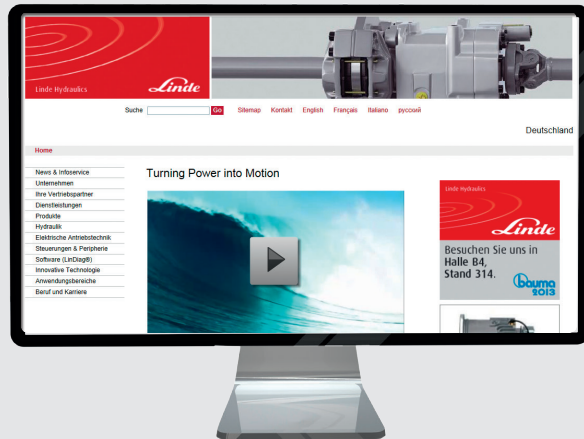 Linde Hydraulics
Linde
Suche Go Sitemap Kontakt English Français Italiano русский
Deutschland
Home
News & Infoservice
Unternehmen
Ihre Vertriebspartner
Dienstleistungen
Produkte
Hydraulik
Elektrische Antriebstechnik
Steuerungen & Peripherie
Software (LinDiag®)
Innovative Technologie
Anwendungsbereiche
Beruf und Karriere
Turning Power into Motion
Linde Hydraulics
Linde
Besuchen Sie uns in
Halle B4,
Stand 314.
bauma
2013